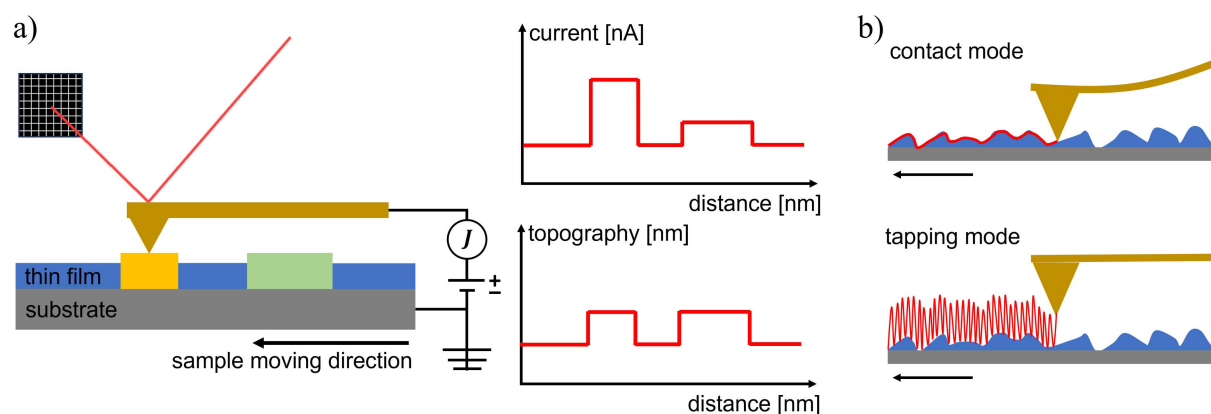 a)
thin film
substrate
sample moving direction
J
±
current [nA]
distance [nm]
topography [nm]
distance [nm]
b)
contact mode
tapping mode